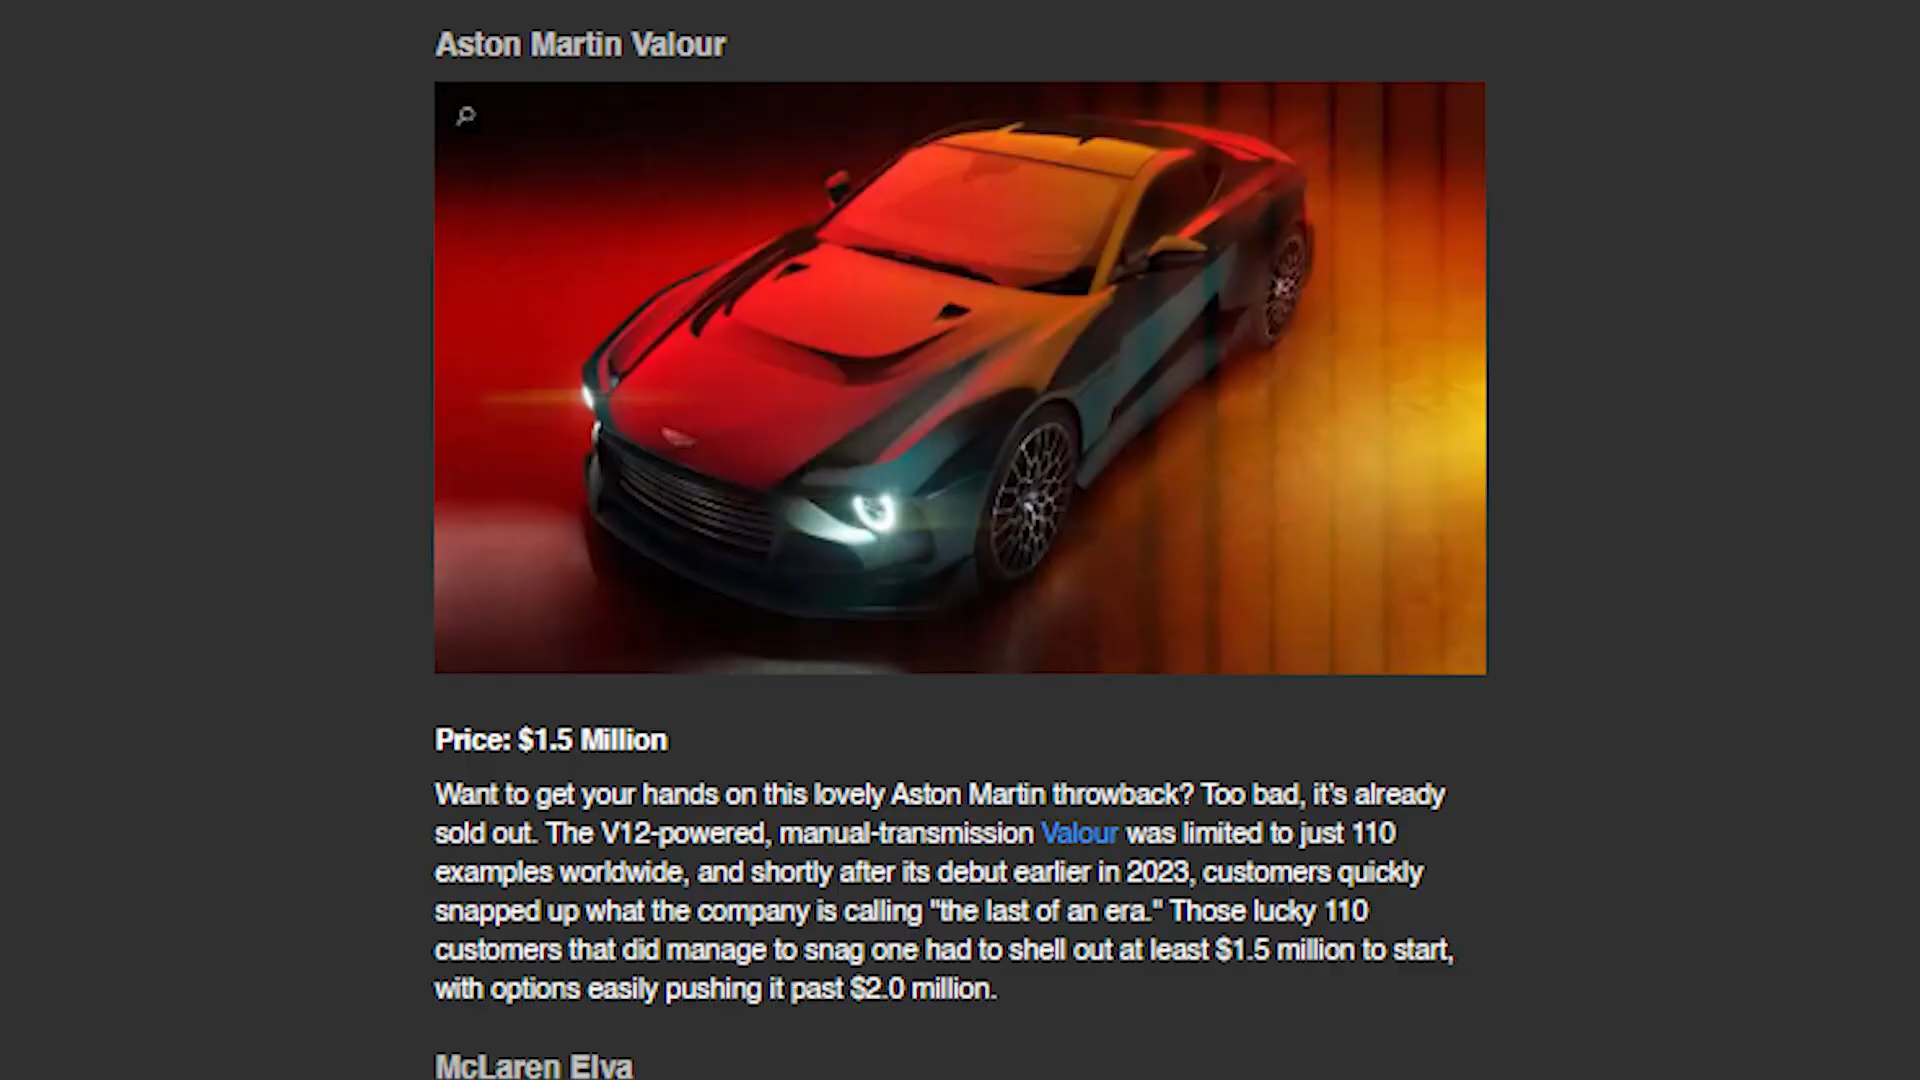 Aston Martin Valour
Price: $1.5 Million
Want to get your hands on this lovely Aston Martin throwback? Too bad, it's already
sold out. The V12-powered, manual-transmission Valour was limited to just 110
examples worldwide, and shortly after its debut earlier in 2023, customers quickly
snapped up what the company is calling "the last of an era." Those lucky 110
customers that did manage to snag one had to shell out at least $1.5 million to start,
with options easily pushing it past $2.0 million.
McLaren Elva